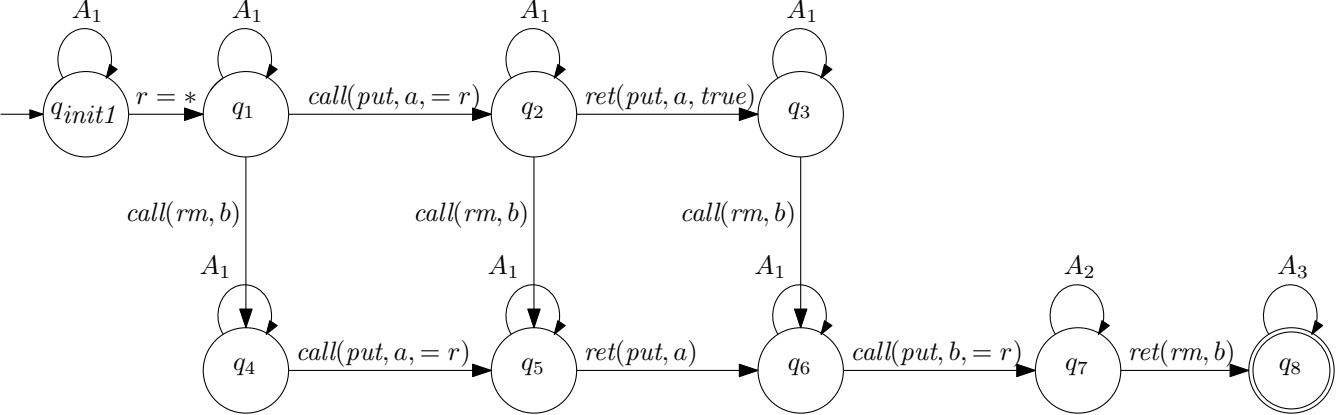 A₁ A₁ A₁ A₁
q_init1 r = ∗ q₁ call(put, a, = r) q₂ ret(put, a, true) q₃
call(rm, b) call(rm, b) call(rm, b)
A₁ A₁ A₁ A₂ A₃
q₄ call(put, a, = r) q₅ ret(put, a) q₆ call(put, b, = r) q₇ ret(rm, b) q₈